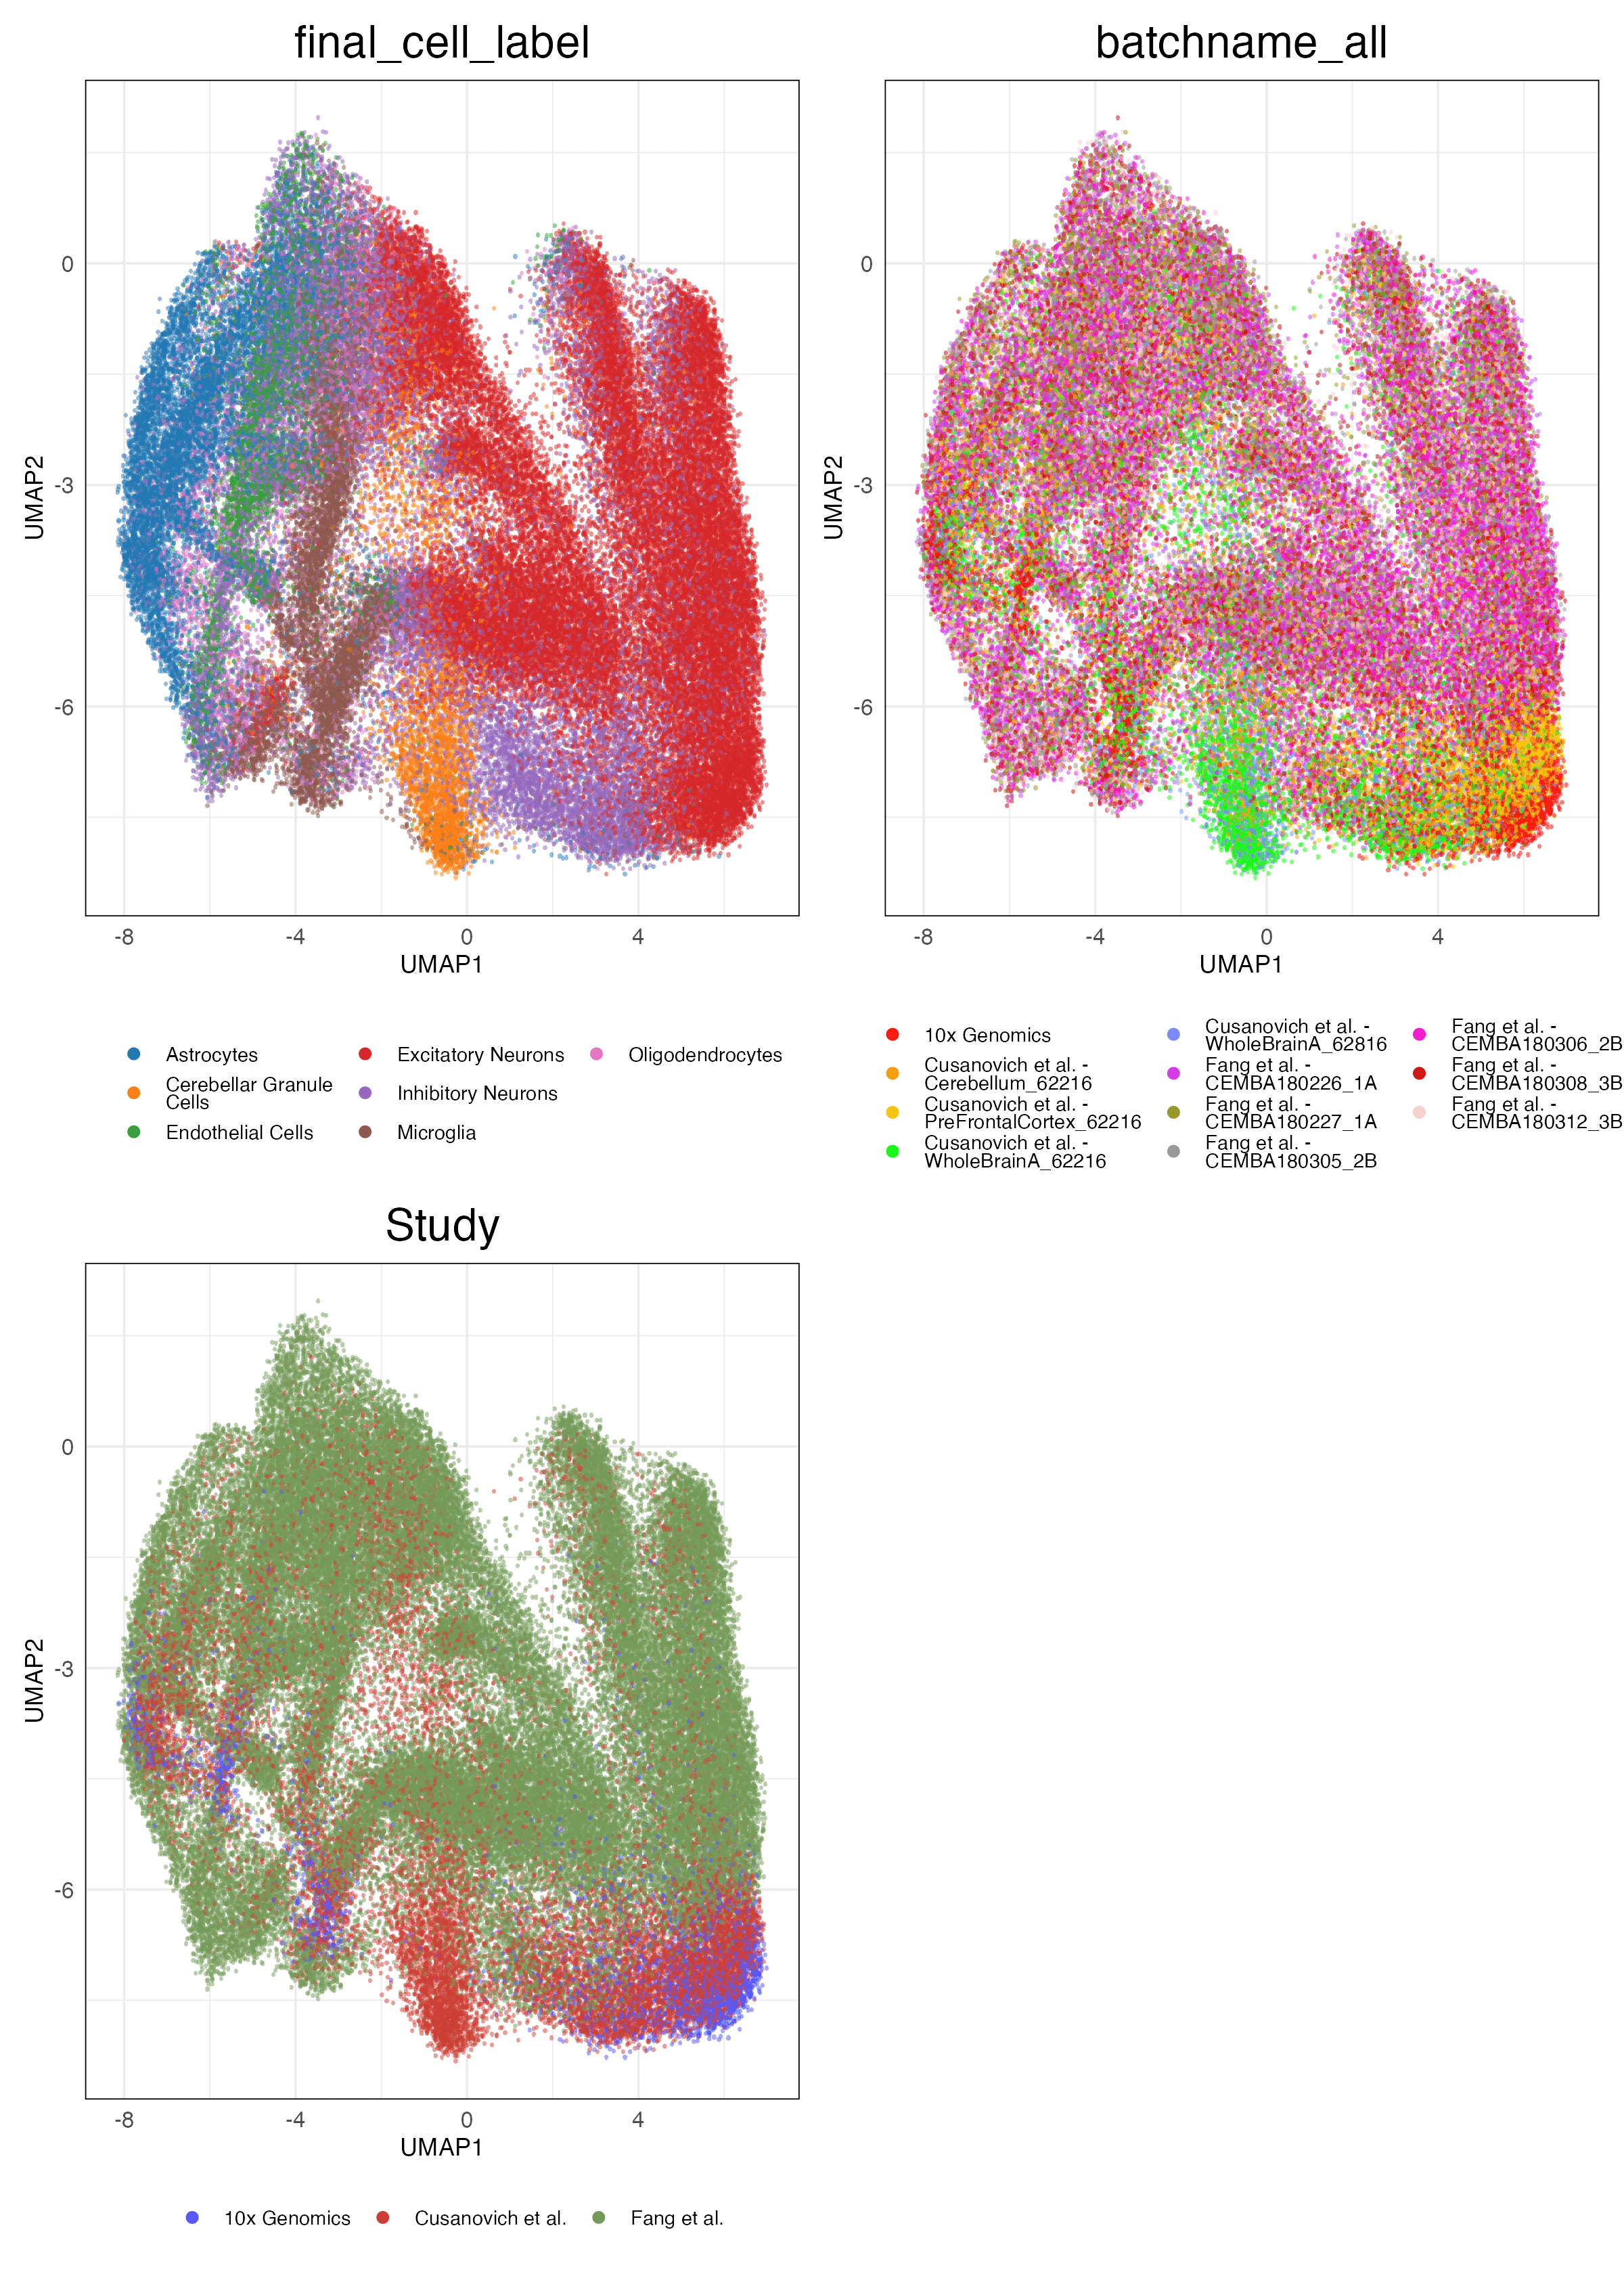 final_cell_label
batchname_all
0
-3
-6
UMAP2
-8
-4
0
4
UMAP1
0
-3
-6
UMAP2
-8
-4
0
4
UMAP1
Astrocytes
Cerebellar Granule
Cells
Endothelial Cells
Excitatory Neurons
Inhibitory Neurons
Microglia
Oligodendrocytes
10x Genomics
Cusanovich et al. -
Cerebellum_62216
Cusanovich et al. -
PreFrontalCortex_62216
Cusanovich et al. -
WholeBrainA_62216
Cusanovich et al. -
WholeBrainA_62816
Fang et al. -
CEMBA180226_1A
Fang et al. -
CEMBA180227_1A
Fang et al. -
CEMBA180305_2B
Fang et al. -
CEMBA180306_2B
Fang et al. -
CEMBA180308_3B
Fang et al. -
CEMBA180312_3B
Study
0
-3
-6
UMAP2
-8
-4
0
4
UMAP1
10x Genomics
Cusanovich et al.
Fang et al.